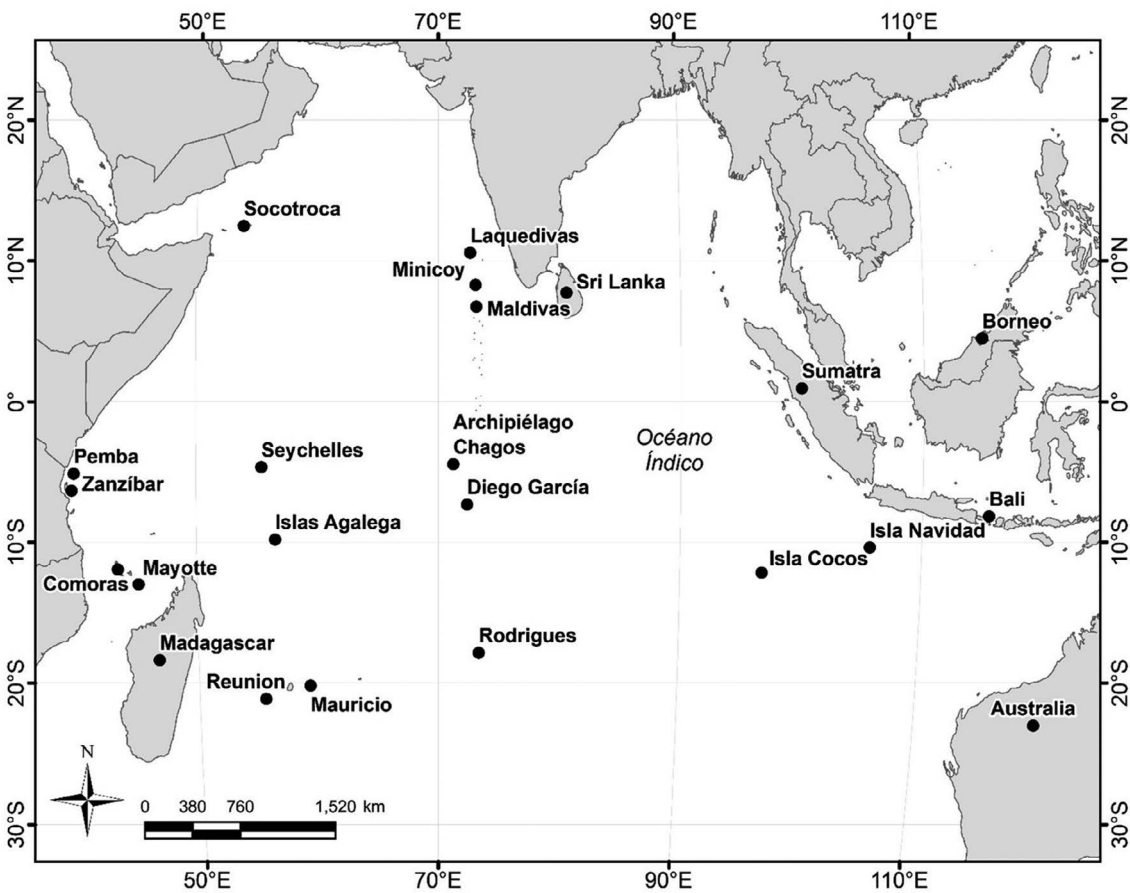 50°E 70°E 90°E 110°E
20°N 20°N
Socotroca
Laquedivas
10°N 10°N
Minicoy
Sri Lanka
Maldivas
Borneo
Sumatra
0° 0°
Archipiélago
Chagos
Océano
Índico
Seychelles
Pemba
Zanzíbar
Diego García
Bali
Islas Agalega
Isla Navidad
10°S 10°S
Isla Cocos
Mayotte
Comoras
Rodrigues
Madagascar
Reunion
20°S 20°S
Mauricio
Australia
N
0 380 760 1,520 km
30°S 30°S
50°E 70°E 90°E 110°E